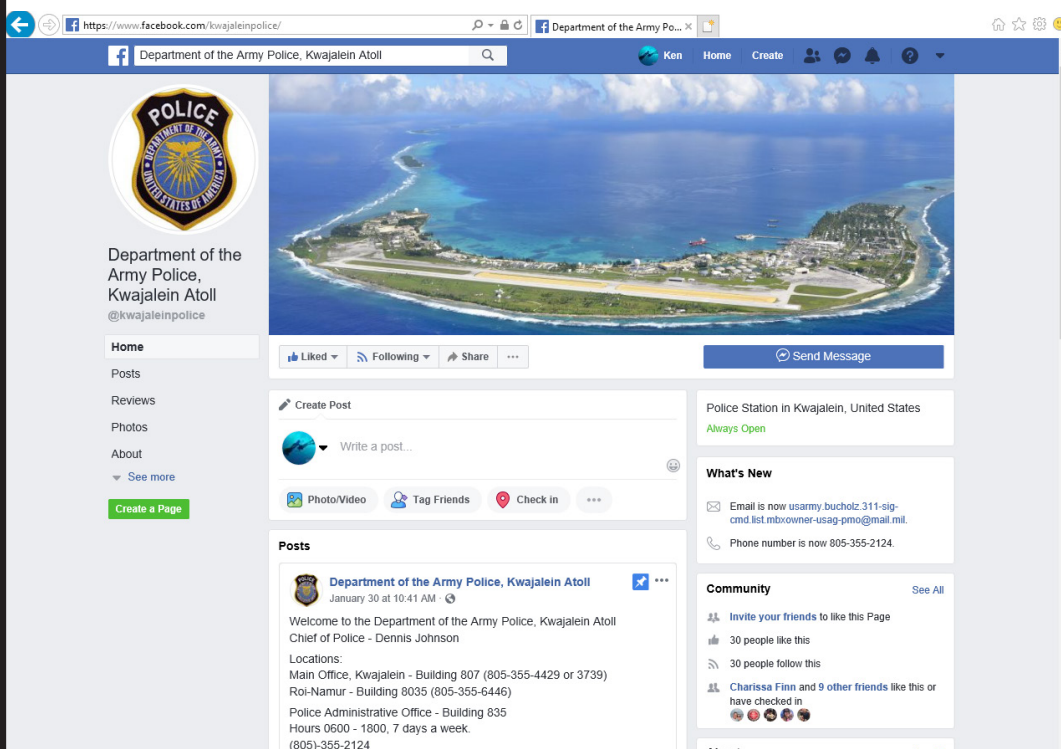 https://www.facebook.com/kwajaleinpolice/
Department of the Army Po...
Department of the Army Police, Kwajalein Atoll
Ken
Home
Create
POLICE
DEPARTMENT OF THE ARMY
UNITED STATES OF AMERICA
Department of the
Army Police,
Kwajalein Atoll
@kwajaleinpolice
Home
Posts
Reviews
Photos
About
See more
Create a Page
Liked
Following
Share
Send Message
Create Post
Write a post...
Photo/Video
Tag Friends
Check in
Posts
Department of the Army Police, Kwajalein Atoll
January 30 at 10:41 AM ·
Welcome to the Department of the Army Police, Kwajalein Atoll
Chief of Police - Dennis Johnson
Locations:
Main Office, Kwajalein - Building 807 (805-355-4429 or 3739)
Roi-Namur - Building 8035 (805-355-6446)
Police Administrative Office - Building 835
Hours 0600 - 1800, 7 days a week.
(805)-355-2124
Police Station in Kwajalein, United States
Always Open
What's New
Email is now usarmy.bucholz.311-sig-
cmd.list.mbxowner-usag-pmo@mail.mil.
Phone number is now 805-355-2124.
Community
See All
Invite your friends to like this Page
30 people like this
30 people follow this
Charissa Finn and 9 other friends like this or
have checked in